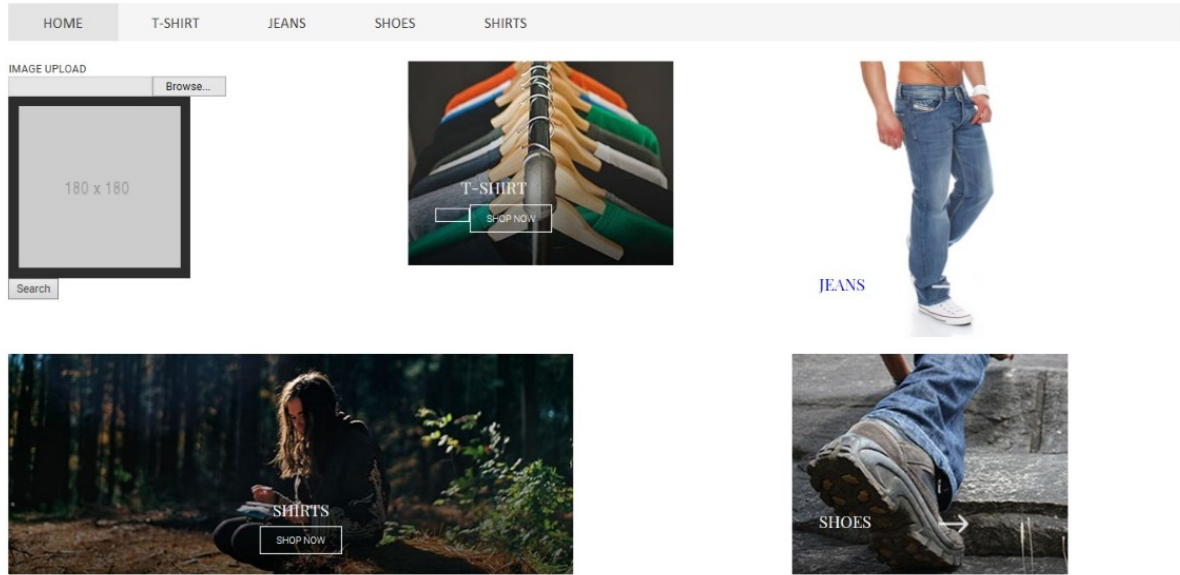 HOME T-SHIRT JEANS SHOES SHIRTS
IMAGE UPLOAD
Browse...
180 x 180
Search
T-SHIRT
SHOP NOW
JEANS
SHIRTS
SHOP NOW
SHOES